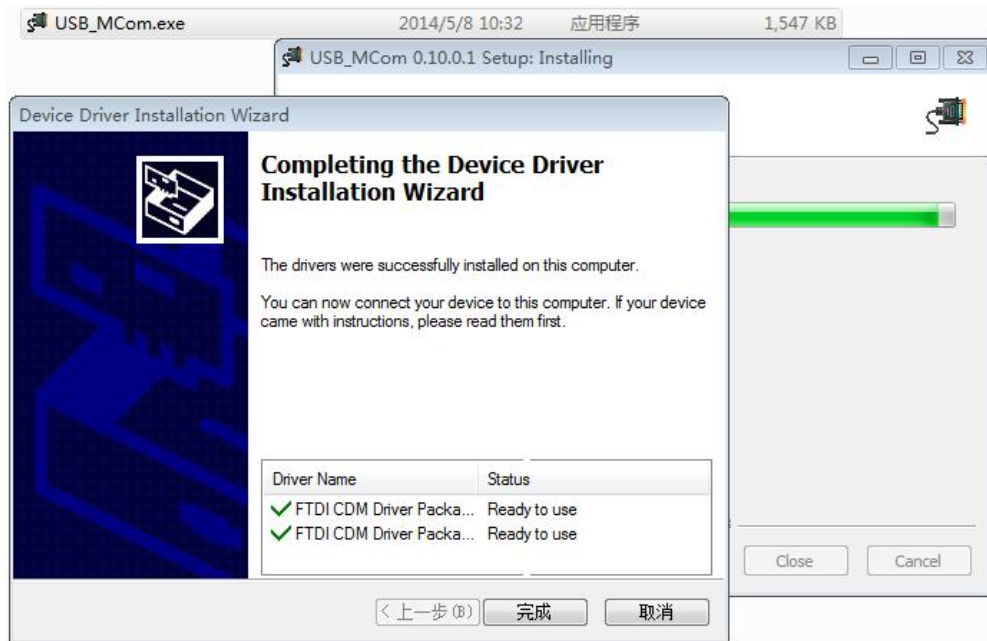 USB_MCom.exe 2014/5/8 10:32 应用程序 1,547 KB
USB_MCom 0.10.0.1 Setup: Installing
Device Driver Installation Wizard
Completing the Device Driver
Installation Wizard
The drivers were successfully installed on this computer.
You can now connect your device to this computer. If your device
came with instructions, please read them first.
Driver Name Status
FTDI CDM Driver Packa... Ready to use
FTDI CDM Driver Packa... Ready to use
Close Cancel
<上一步(B) 完成 取消